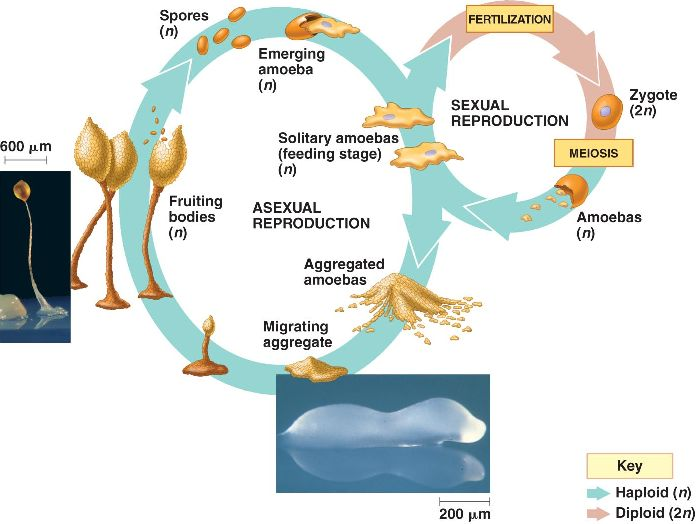 Spores
(n)
Emerging
amoeba
(n)
FERTILIZATION
SEXUAL
REPRODUCTION
Zygote
(2n)
MEIOSIS
Solitary amoebas
(feeding stage)
(n)
600 μm
Fruiting
bodies
(n)
ASEXUAL
REPRODUCTION
Amoebas
(n)
Aggregated
amoebas
Migrating
aggregate
200 μm
Key
Haploid (n)
Diploid (2n)